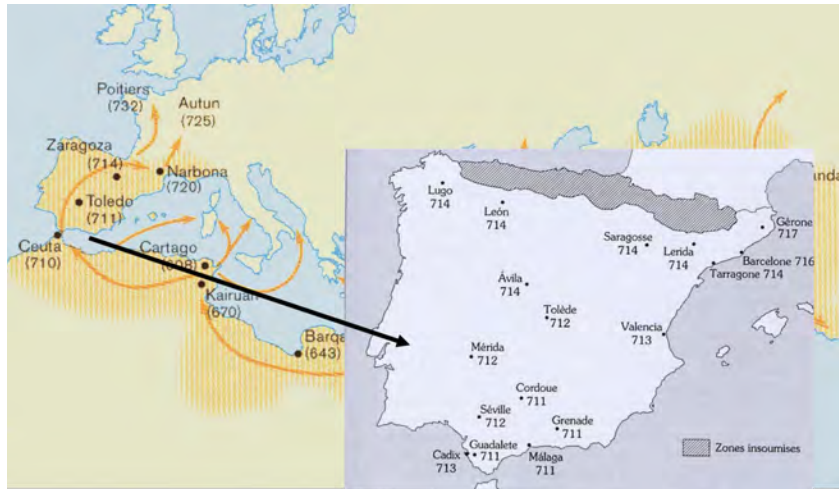 Poitiers
(732)
Autun
(725)
Zaragoza
(714)
Narbona
(720)
Toledo
(711)
Ceuta
(710)
Cartago
Kairuan
(670)
Barqa
(643)
Lugo
714
León
714
Saragosse
714
Lerida
714
Gérone
717
Barcelone 716
Tarragone 714
Ávila
714
Tolède
712
Valencia
713
Mérida
712
Cordoue
711
Séville
712
Grenade
711
Guadalete
711
Cadix
713
Málaga
711
Zones insoumises